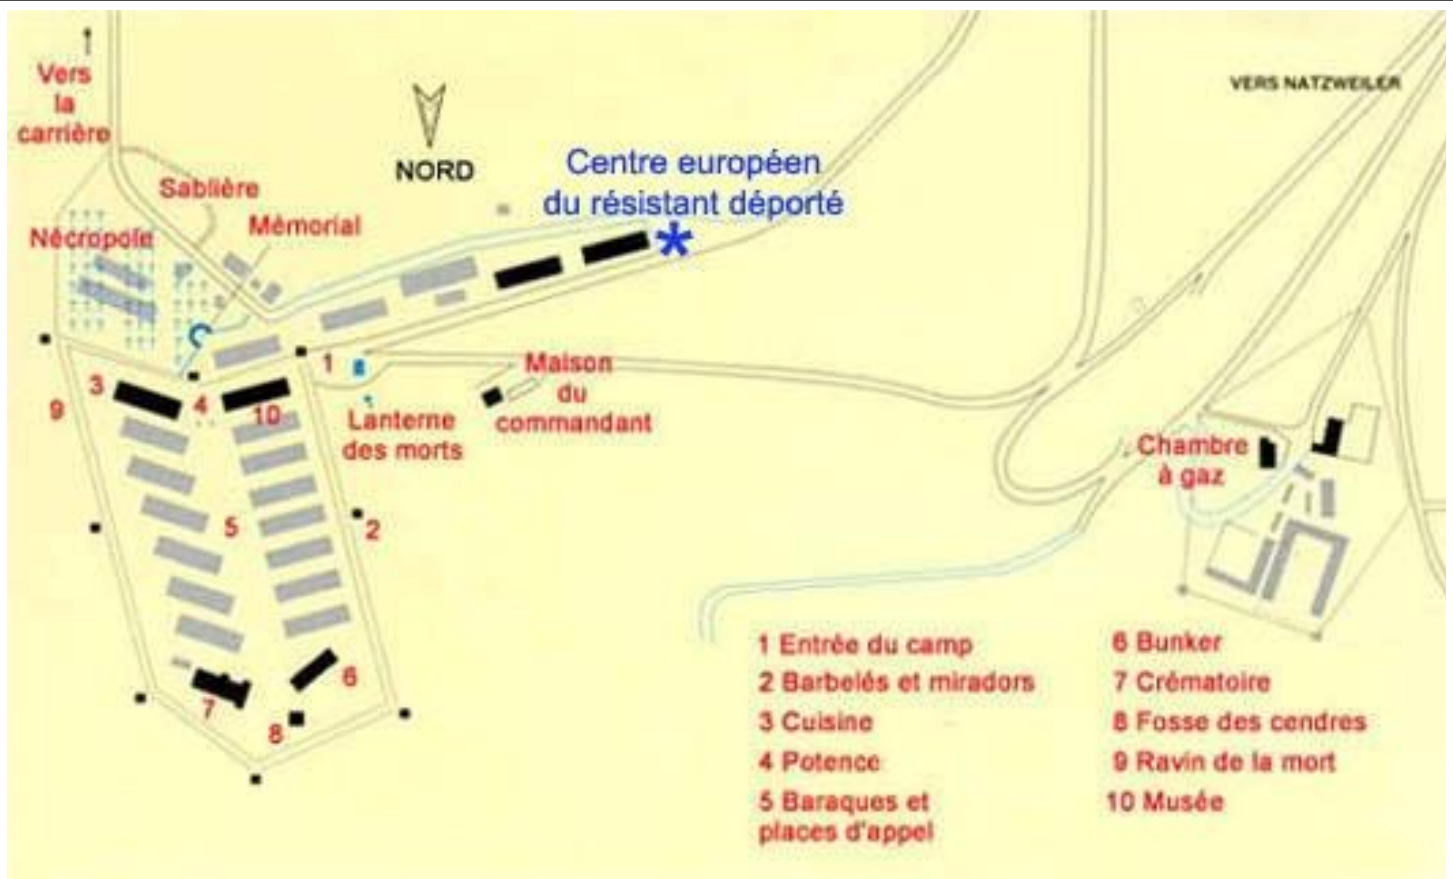 Vers
la
carrière
VERS NATZWEILER
NORD
Centre européen
du résistant déporté
Sablière
Mémorial
Nécropole
1
Maison
du
commandant
3
4
10
9
Lanterne
des morts
Chambre
à gaz
5
2
6
7
8
1 Entrée du camp
2 Barbelés et miradors
3 Cuisine
4 Potence
5 Baraques et
places d'appel
6 Bunker
7 Crématoire
8 Fosse des cendres
9 Ravin de la mort
10 Musée